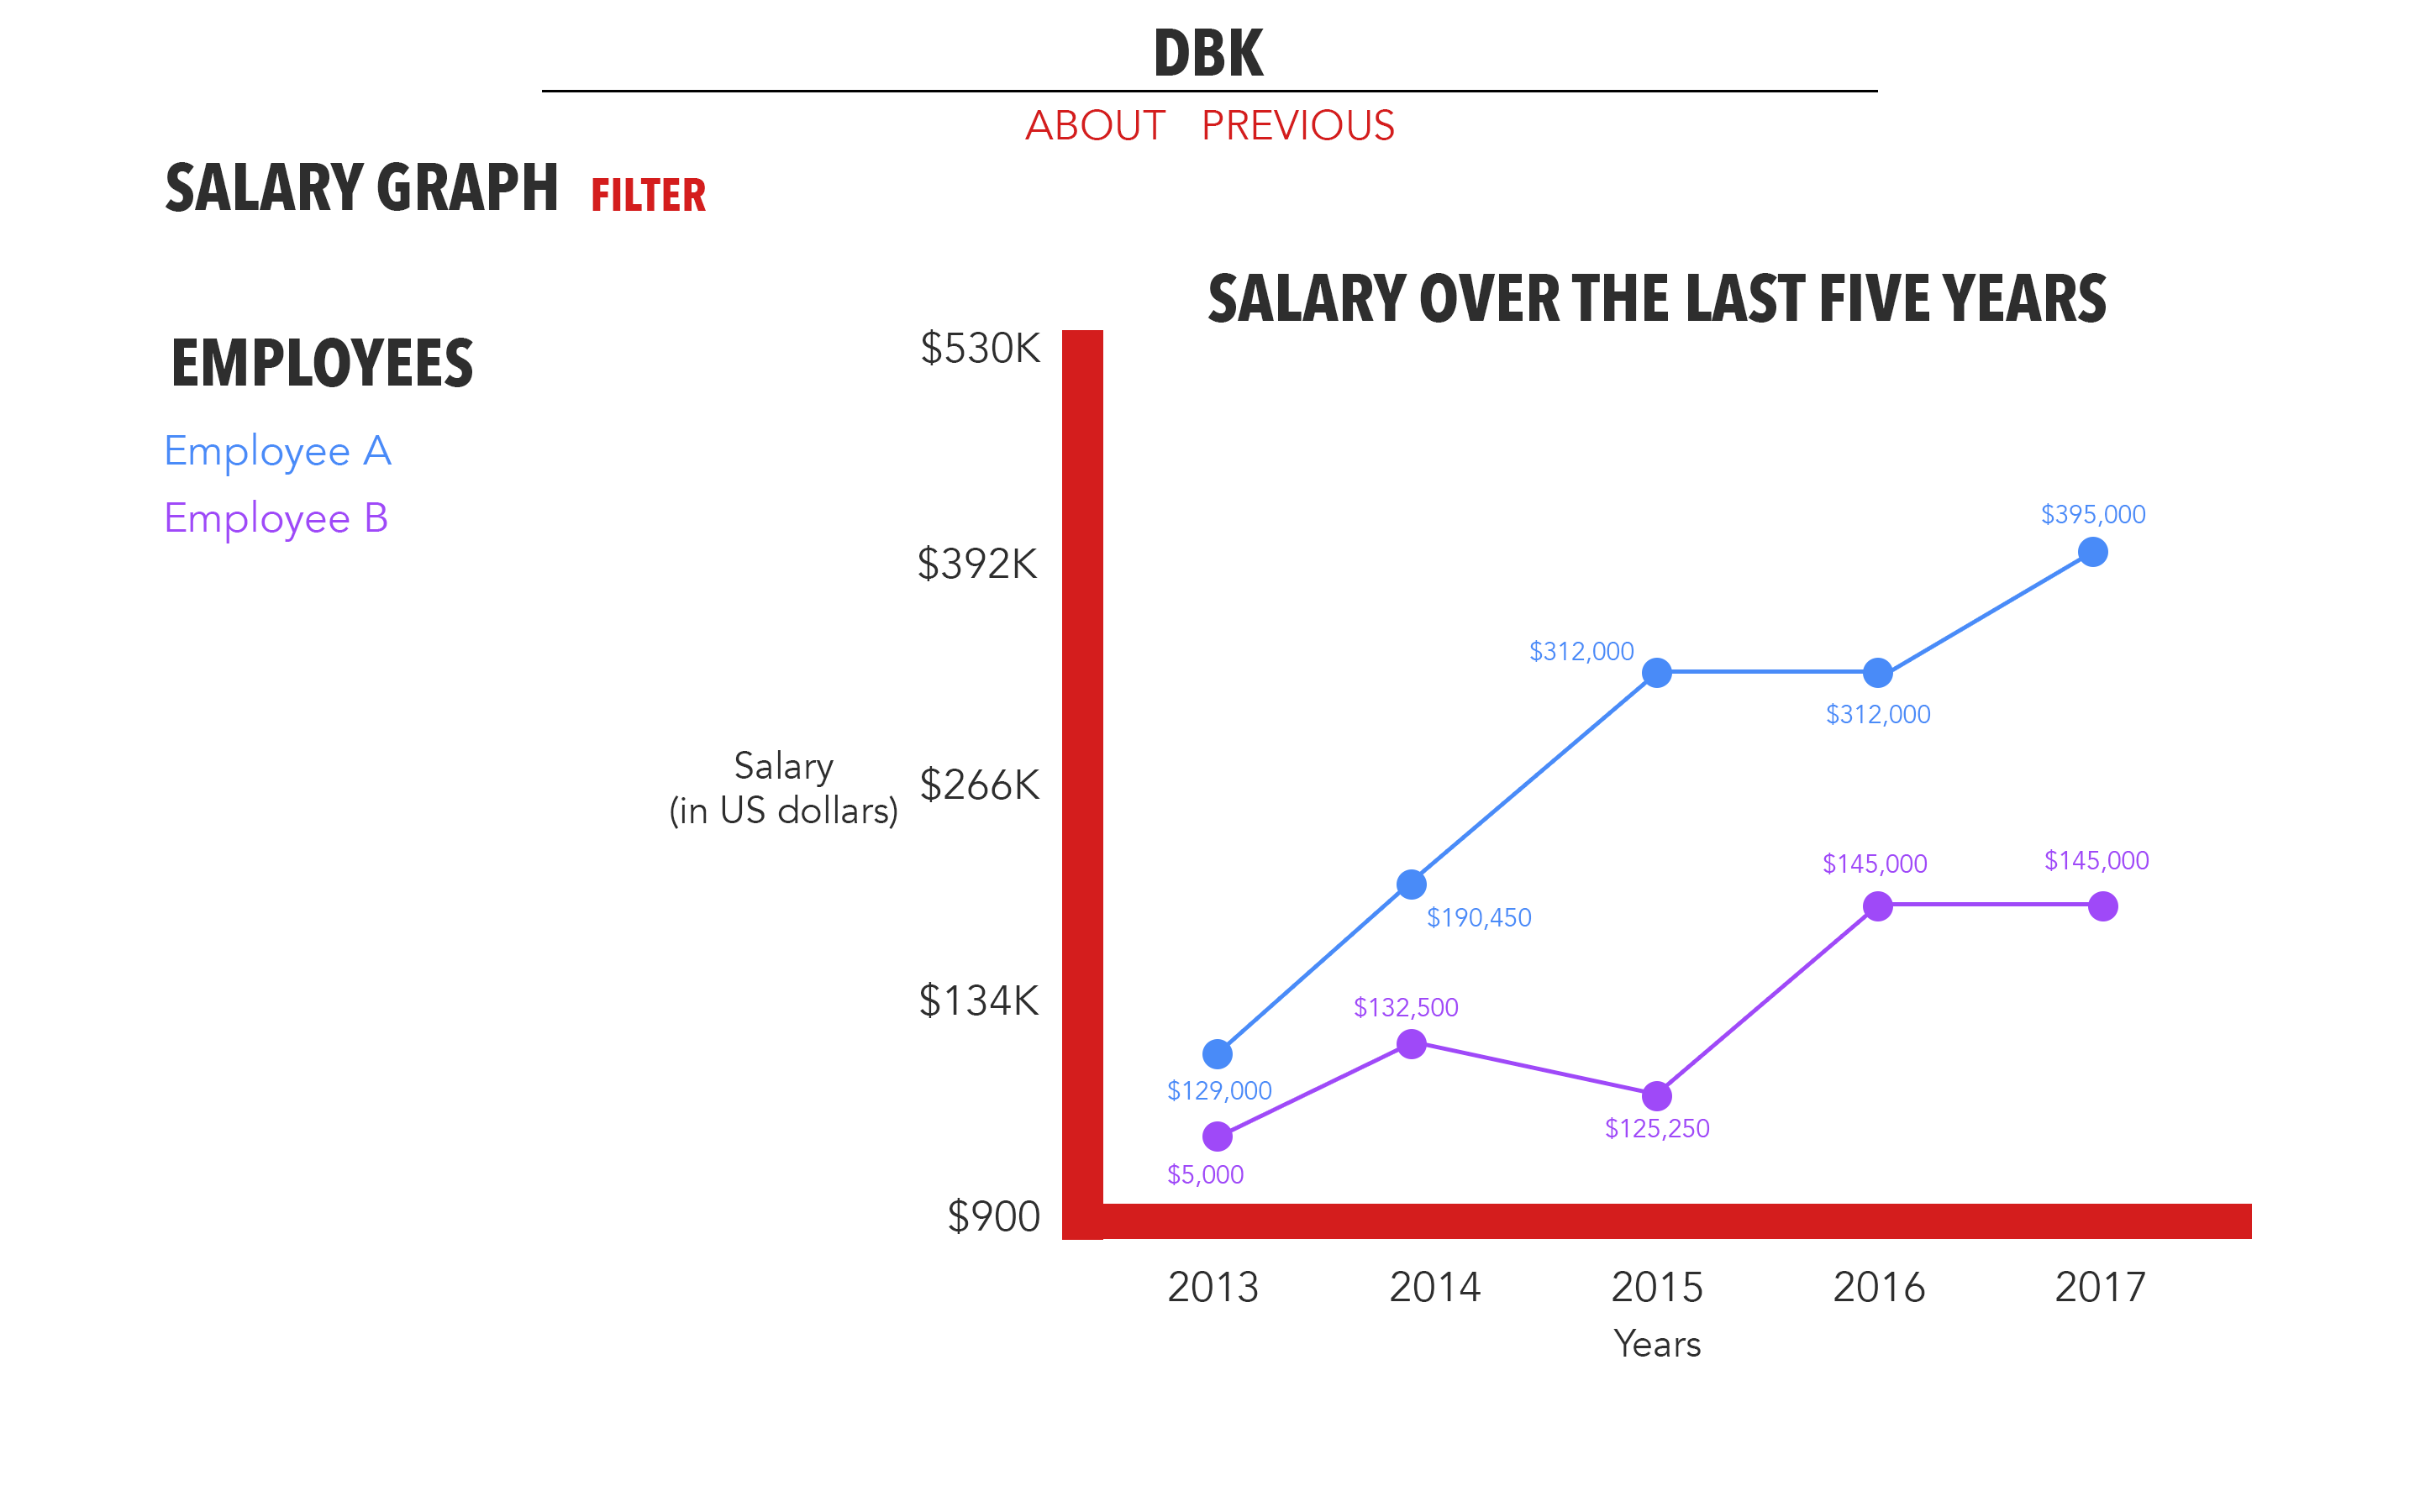 DBK
ABOUT PREVIOUS
SALARY GRAPH FILTER
SALARY OVER THE LAST FIVE YEARS
EMPLOYEES
Employee A
Employee B
$530K
$392K
$266K
$134K
$900
Salary
(in US dollars)
$395,000
$312,000
$312,000
$190,450
$129,000
$145,000
$145,000
$132,500
$125,250
$5,000
2013 2014 2015 2016 2017
Years